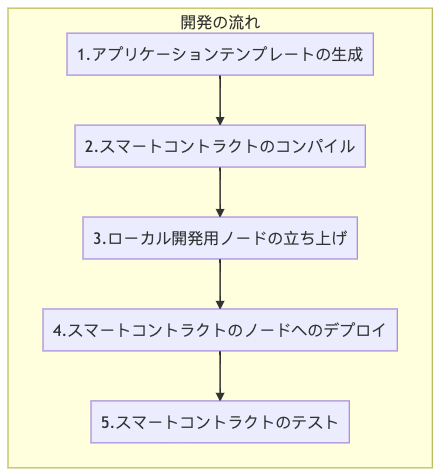 開発の流れ
1.アプリケーションテンプレートの生成
2.スマートコントラクトのコンパイル
3.ローカル開発用ノードの立ち上げ
4.スマートコントラクトのノードへのデプロイ
5.スマートコントラクトのテスト